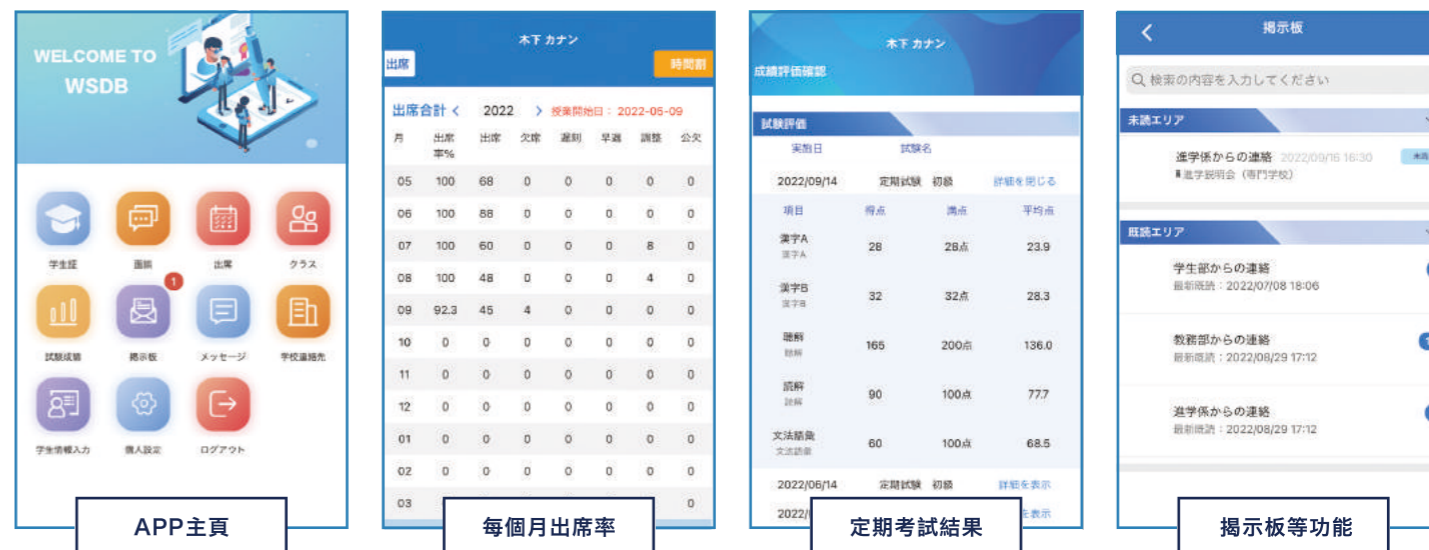 WELCOME TO
WSDB
学生証
面談
出席
クラス
1
試験成績
掲示板
メッセージ
学校連絡先
学生情報入力
個人設定
ログアウト
APP主頁
木下 カナン
出席
時間割
出席合計 < 2022 > 授業開始日：2022-05-09
月 出席率% 出席 欠席 遅刻 早退 調整 公欠
05 100 68 0 0 0 0 0
06 100 88 0 0 0 0 0
07 100 60 0 0 0 8 0
08 100 48 0 0 0 4 0
09 92.3 45 4 0 0 0 0
10 0 0 0 0 0 0 0
11 0 0 0 0 0 0 0
12 0 0 0 0 0 0 0
01 0 0 0 0 0 0 0
02 0 0 0 0 0 0 0
03 0
每個月出席率
木下 カナン
成績評価確認
試験評価
実施日 試験名
2022/09/14 定期試験 初級 詳細を閉じる
項目 得点 満点 平均点
漢字A 28 28点 23.9
漢字A
漢字B 32 32点 28.3
漢字B
聴解 165 200点 136.0
聴解
読解 90 100点 77.7
読解
文法語彙 60 100点 68.5
文法語彙
2022/06/14 定期試験 初級 詳細を表示
2022/ を表示
定期考試結果
掲示板
検索の内容を入力してください
未読エリア
進学係からの連絡 2022/09/16 16:30
進学説明会（専門学校）
既読エリア
学生部からの連絡
最新既読：2022/07/08 18:06
教務部からの連絡
最新既読：2022/08/29 17:12
進学係からの連絡
最新既読：2022/08/29 17:12
揭示板等功能